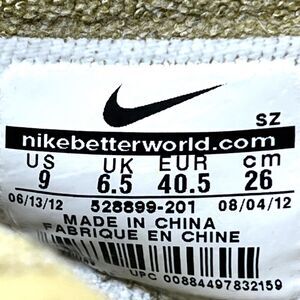 SZ
nikebetterworld.com
US UK EUR cm
9 6.5 40.5 26
06/13/12 528899-201 08/04/12
MADE IN CHINA
FABRIQUE EN CHINE
UPC 00884497832159